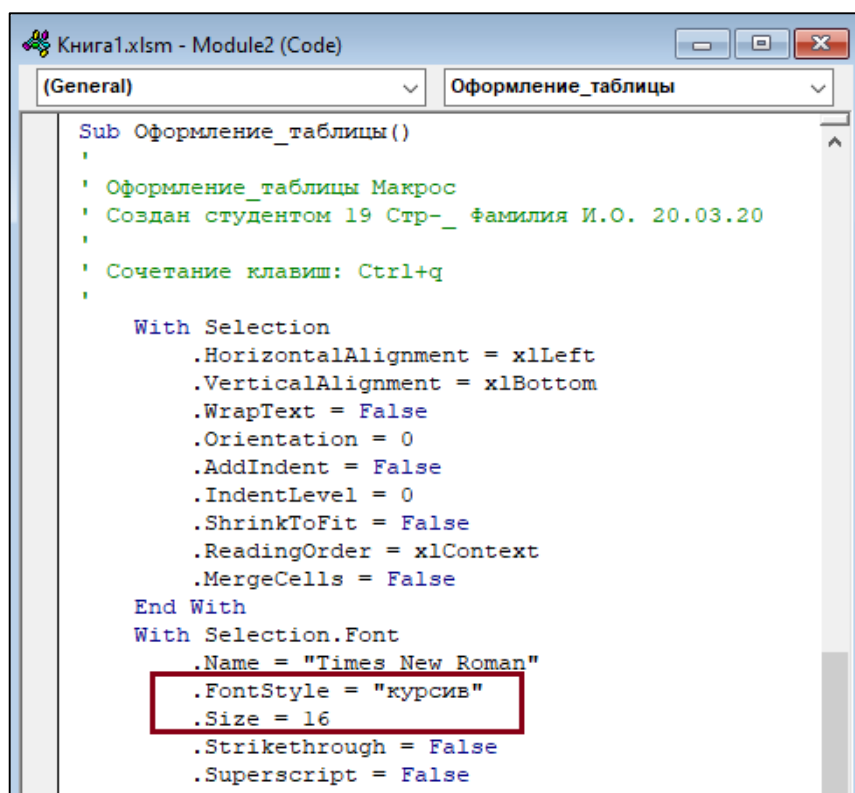 Книга1.xlsm - Module2 (Code)
(General) Оформление_таблицы
Sub Оформление_таблицы()
'
' Оформление_таблицы Макрос
' Создан студентом 19 Стр-_ Фамилия И.О. 20.03.20
'
' Сочетание клавиш: Ctrl+q
'
With Selection
.HorizontalAlignment = xlLeft
.VerticalAlignment = xlBottom
.WrapText = False
.Orientation = 0
.AddIndent = False
.IndentLevel = 0
.ShrinkToFit = False
.ReadingOrder = xlContext
.MergeCells = False
End With
With Selection.Font
.Name = "Times New Roman"
.FontStyle = "курсив"
.Size = 16
.Strikethrough = False
.Superscript = False